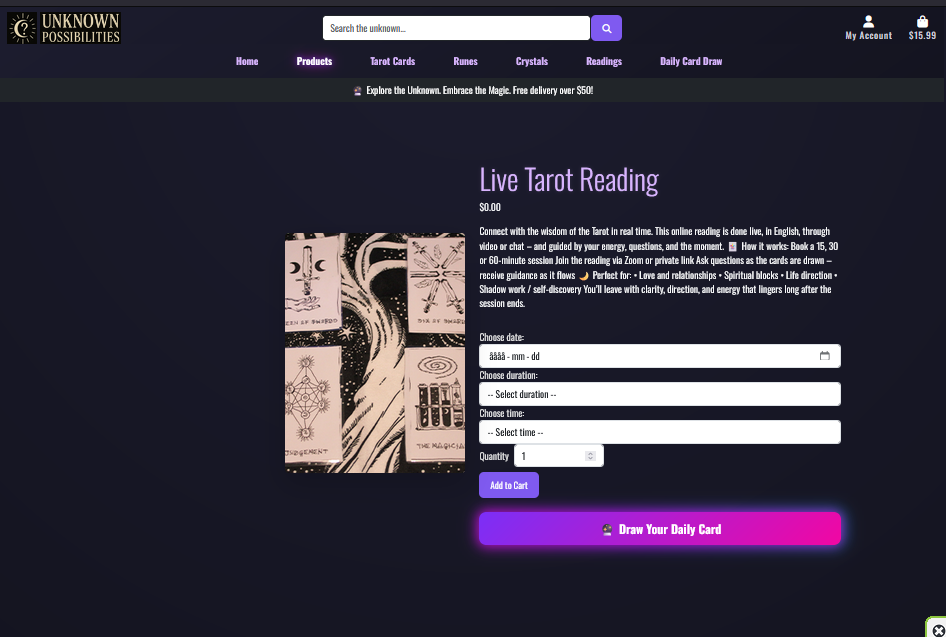 UNKNOWN
POSSIBILITIES
Search the unknown...
My Account
$15.99
Home
Products
Tarot Cards
Runes
Crystals
Readings
Daily Card Draw
🔮 Explore the Unknown. Embrace the Magic. Free delivery over $50!
Live Tarot Reading
$0.00
Connect with the wisdom of the Tarot in real time. This online reading is done live, in English, through
video or chat – and guided by your energy, questions, and the moment. 🃏 How it works: Book a 15, 30
or 60-minute session Join the reading via Zoom or private link Ask questions as the cards are drawn –
receive guidance as it flows 🌙 Perfect for: • Love and relationships • Spiritual blocks • Life direction •
Shadow work / self-discovery You'll leave with clarity, direction, and energy that lingers long after the
session ends.
EEN OF SWORDS
OF SWORDS
JUDGEMENT
THE MAGICIA
Choose date:
åååå - mm - dd
Choose duration:
-- Select duration --
Choose time:
-- Select time --
Quantity 1
Add to Cart
🔮 Draw Your Daily Card